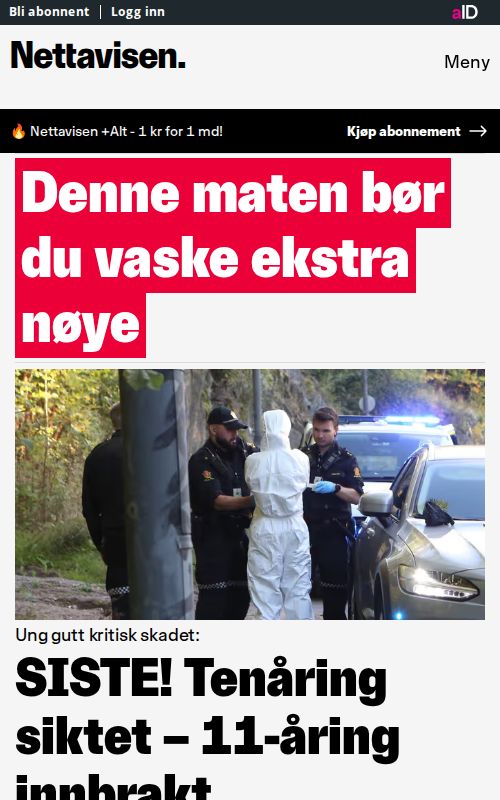 Bli abonnent | Logg inn
aID
Nettavisen.
Meny
🔥 Nettavisen +Alt - 1 kr for 1 md!
Kjøp abonnement →
Denne maten bør
du vaske ekstra
nøye
Ung gutt kritisk skadet:
SISTE! Tenåring
siktet – 11-åring
innbrakt